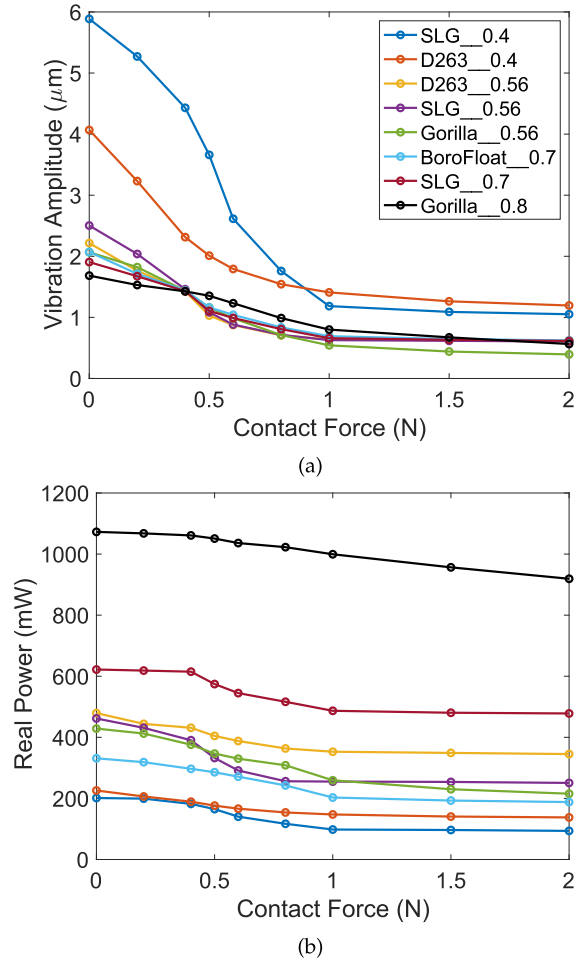 6
5
4
3
2
1
0
Vibration Amplitude (μm)
SLG__0.4
D263__0.4
D263__0.56
SLG__0.56
Gorilla__0.56
BoroFloat__0.7
SLG__0.7
Gorilla__0.8
0 0.5 1 1.5 2
Contact Force (N)
(a)
1200
1000
800
600
400
200
0
Real Power (mW)
0 0.5 1 1.5 2
Contact Force (N)
(b)